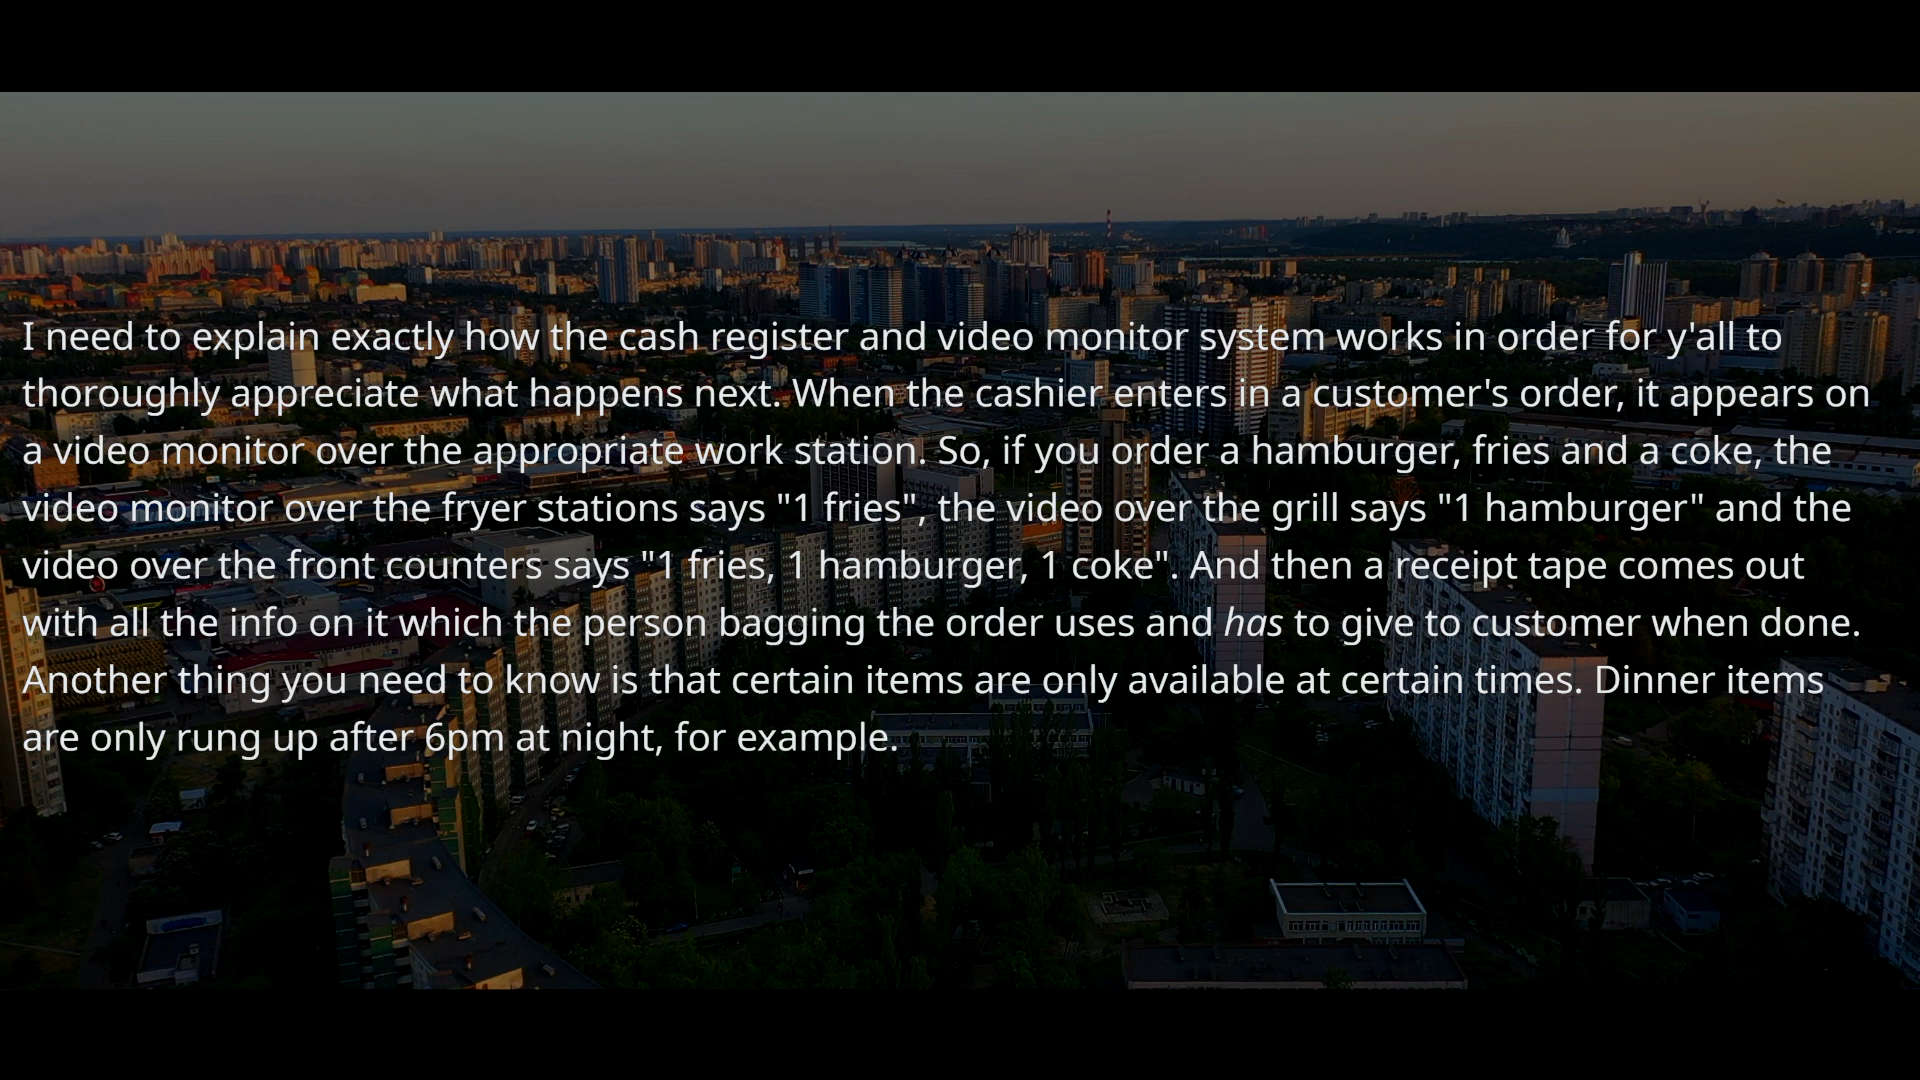 I need to explain exactly how the cash register and video monitor system works in order for y'all to
thoroughly appreciate what happens next. When the cashier enters in a customer's order, it appears on
a video monitor over the appropriate work station. So, if you order a hamburger, fries and a coke, the
video monitor over the fryer stations says "1 fries", the video over the grill says "1 hamburger" and the
video over the front counters says "1 fries, 1 hamburger, 1 coke". And then a receipt tape comes out
with all the info on it which the person bagging the order uses and has to give to customer when done.
Another thing you need to know is that certain items are only available at certain times. Dinner items
are only rung up after 6pm at night, for example.